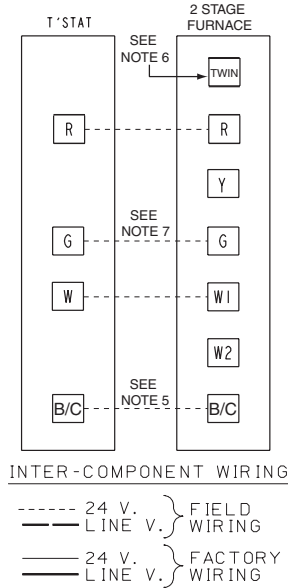 T'STAT
2 STAGE
FURNACE
SEE
NOTE 6
TWIN
R
R
Y
SEE
NOTE 7
G
G
W
W1
W2
SEE
NOTE 5
B/C
B/C
INTER-COMPONENT WIRING
24 V.
LINE V.
FIELD
WIRING
24 V.
LINE V.
FACTORY
WIRING